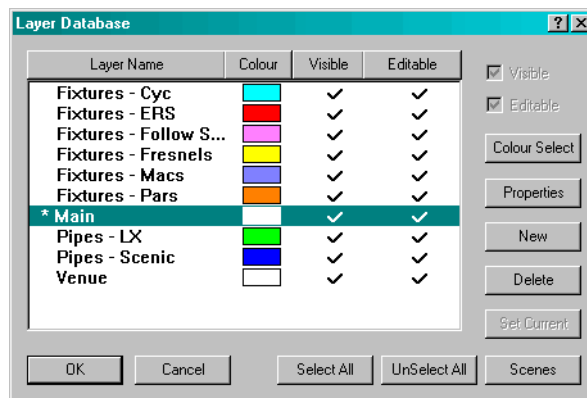 Layer Database
Layer Name Colour Visible Editable
Fixtures - Cyc
Fixtures - ERS
Fixtures - Follow S...
Fixtures - Fresnels
Fixtures - Macs
Fixtures - Pars
* Main
Pipes - LX
Pipes - Scenic
Venue
Visible
Editable
Colour Select
Properties
New
Delete
Set Current
OK Cancel Select All UnSelect All Scenes